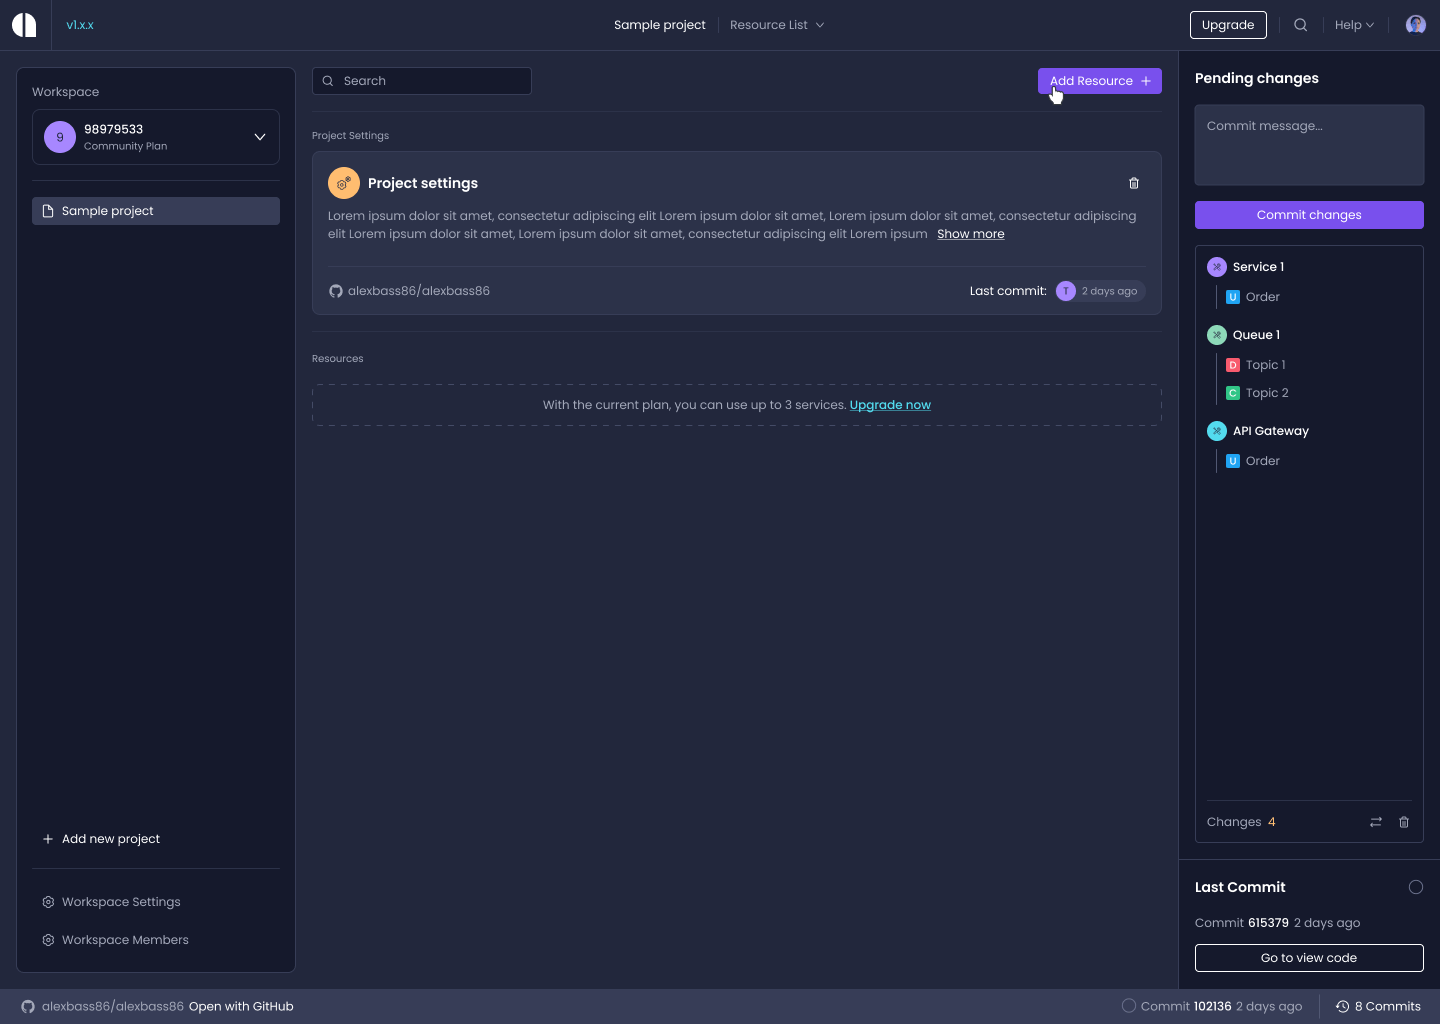 v1.x.x
Sample project
Resource List
Upgrade
Help
Workspace
9
98979533
Community Plan
Sample project
Add new project
Workspace Settings
Workspace Members
Search
Add Resource
Project Settings
Project settings
Lorem ipsum dolor sit amet, consectetur adipiscing elit Lorem ipsum dolor sit amet, Lorem ipsum dolor sit amet, consectetur adipiscing
elit Lorem ipsum dolor sit amet, Lorem ipsum dolor sit amet, consectetur adipiscing elit Lorem ipsum Show more
alexbass86/alexbass86
Last commit: T 2 days ago
Resources
With the current plan, you can use up to 3 services. Upgrade now
Pending changes
Commit message...
Commit changes
Service 1
U Order
Queue 1
D Topic 1
C Topic 2
API Gateway
U Order
Changes 4
Last Commit
Commit 615379 2 days ago
Go to view code
alexbass86/alexbass86 Open with GitHub
Commit 102136 2 days ago
8 Commits